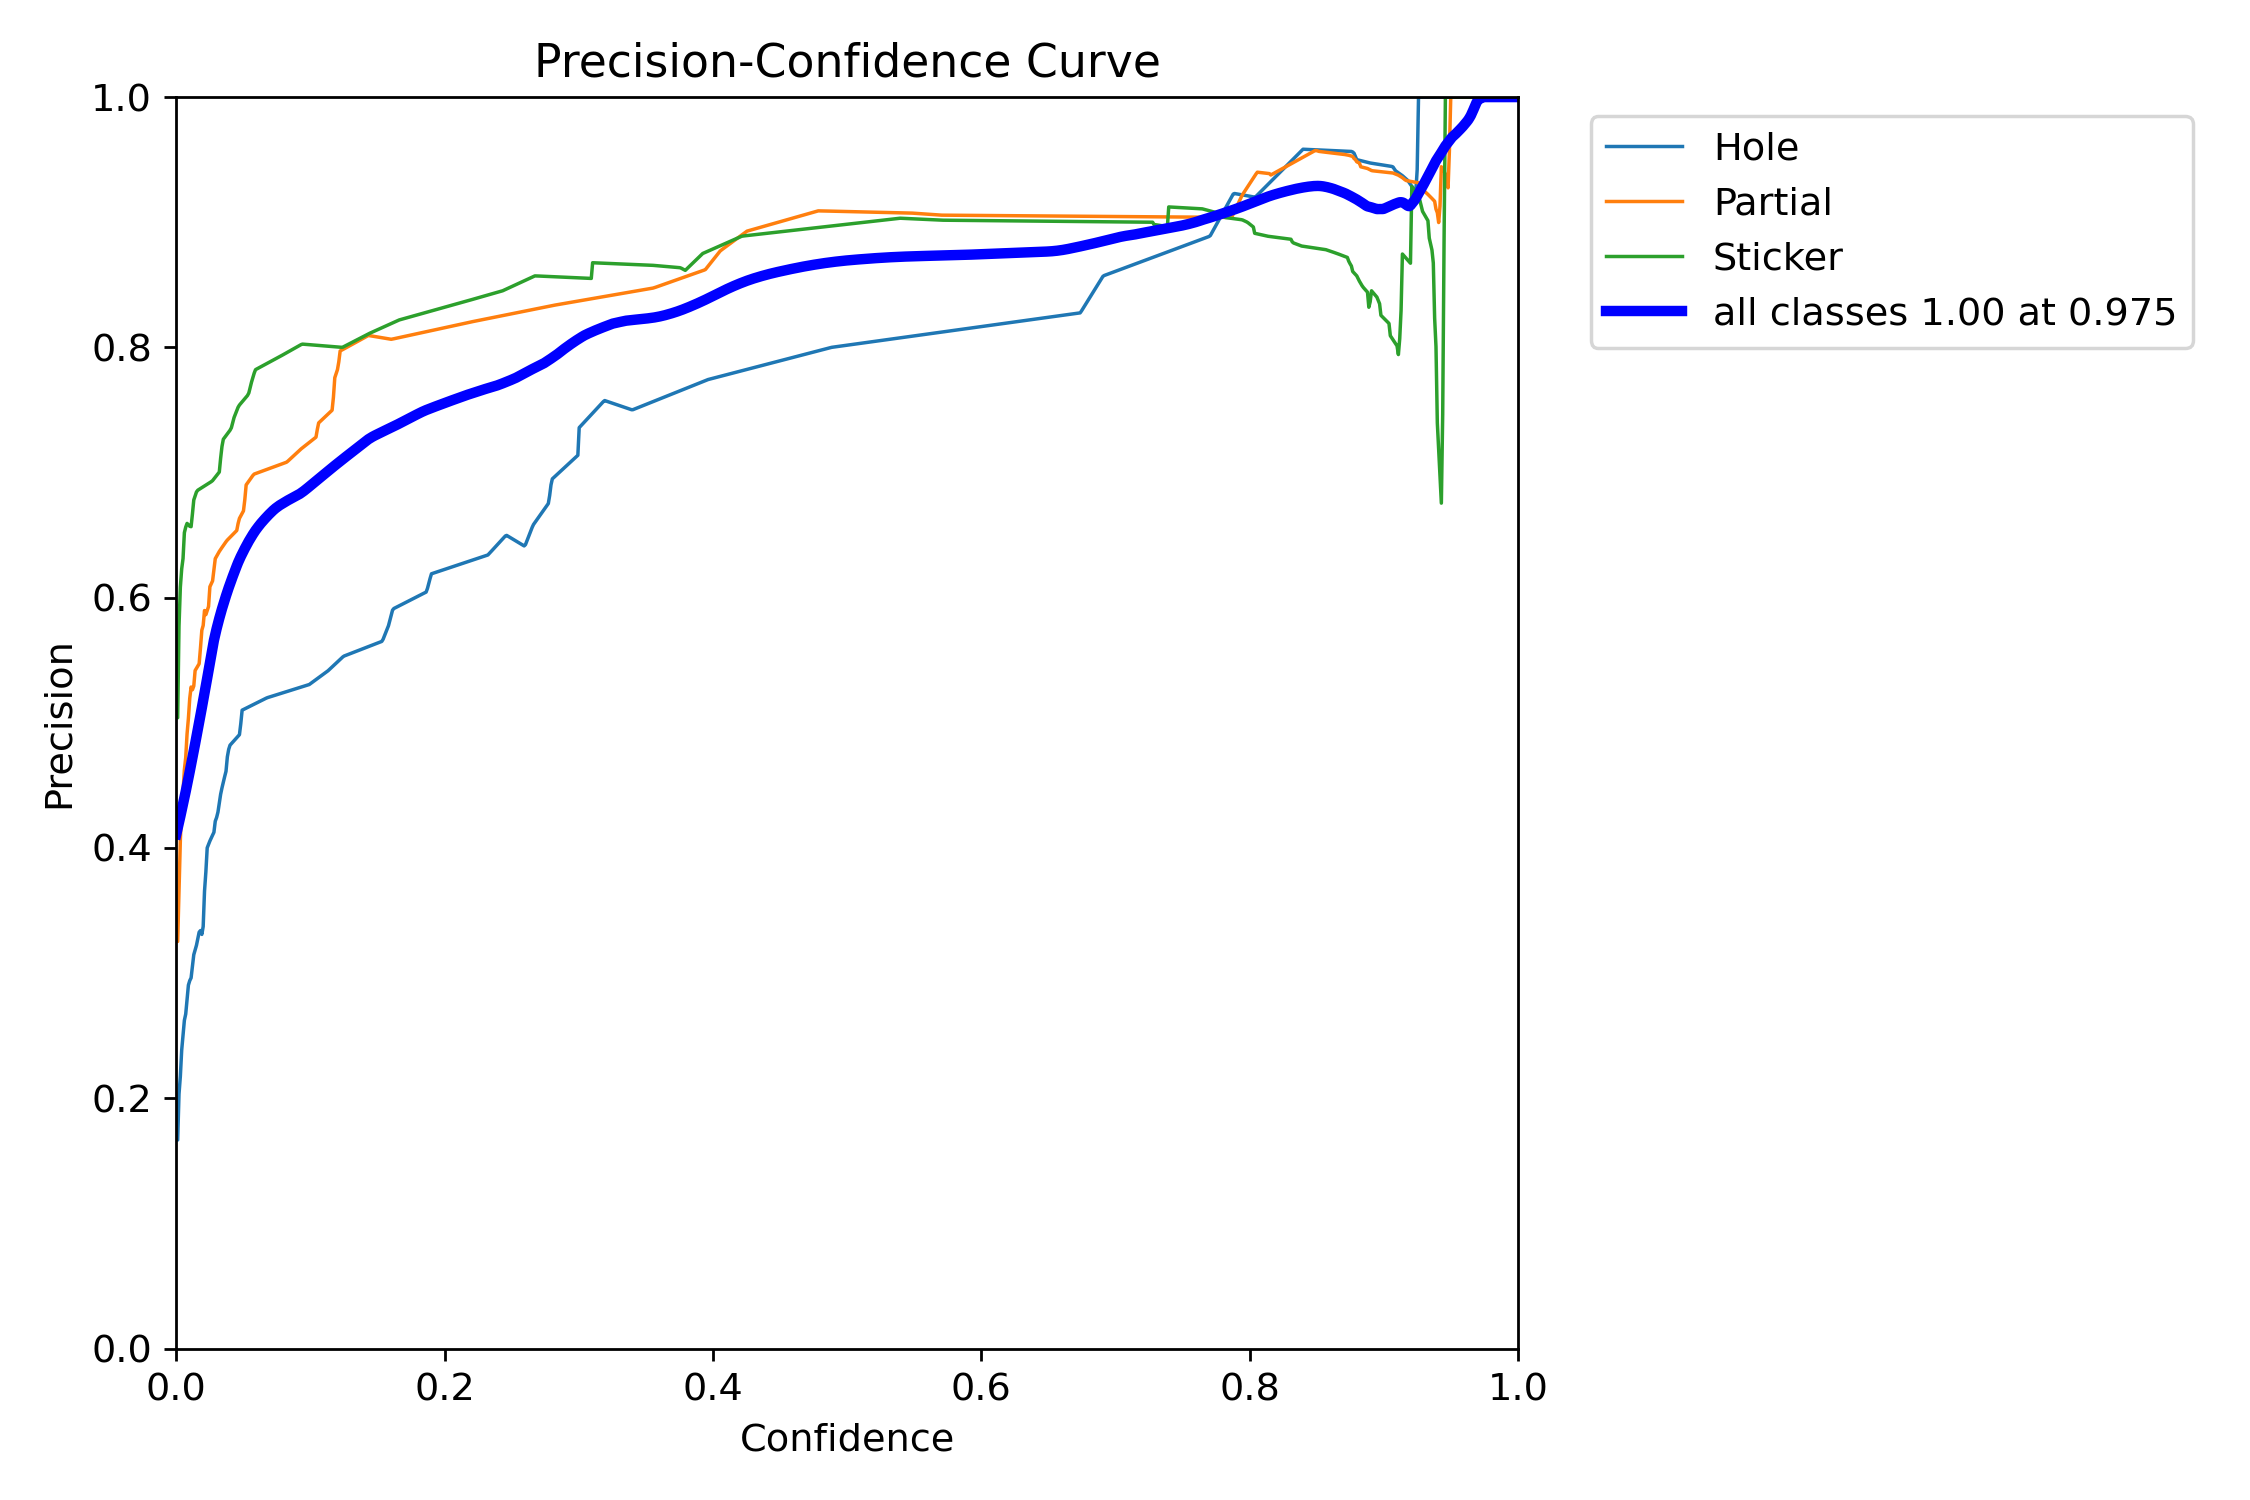 Precision-Confidence Curve
1.0
0.8
0.6
0.4
0.2
0.0
Precision
0.0 0.2 0.4 0.6 0.8 1.0
Confidence
Hole
Partial
Sticker
all classes 1.00 at 0.975